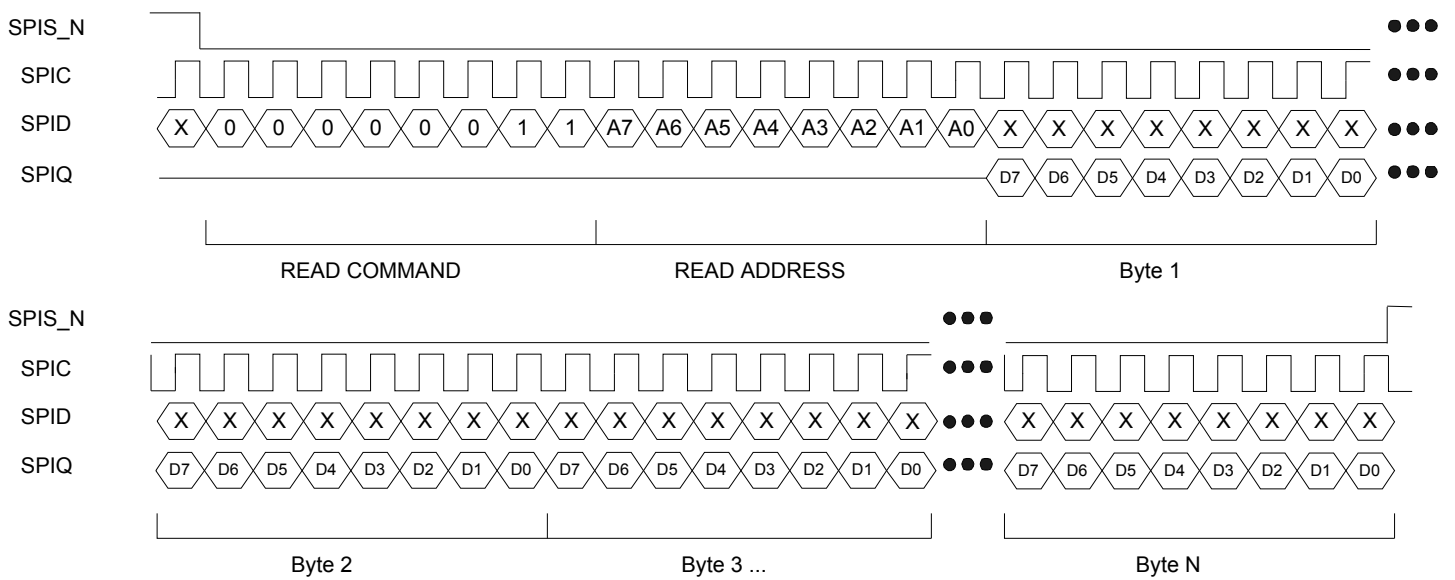 SPIS_N
SPIC
SPID X 0 0 0 0 0 0 1 1 A7 A6 A5 A4 A3 A2 A1 A0 X X X X X X X X
SPIQ D7 D6 D5 D4 D3 D2 D1 D0
READ COMMAND READ ADDRESS Byte 1
SPIS_N
SPIC
SPID X X X X X X X X X X X X X X X X X X X X X X X X
SPIQ D7 D6 D5 D4 D3 D2 D1 D0 D7 D6 D5 D4 D3 D2 D1 D0 D7 D6 D5 D4 D3 D2 D1 D0
Byte 2 Byte 3 ... Byte N